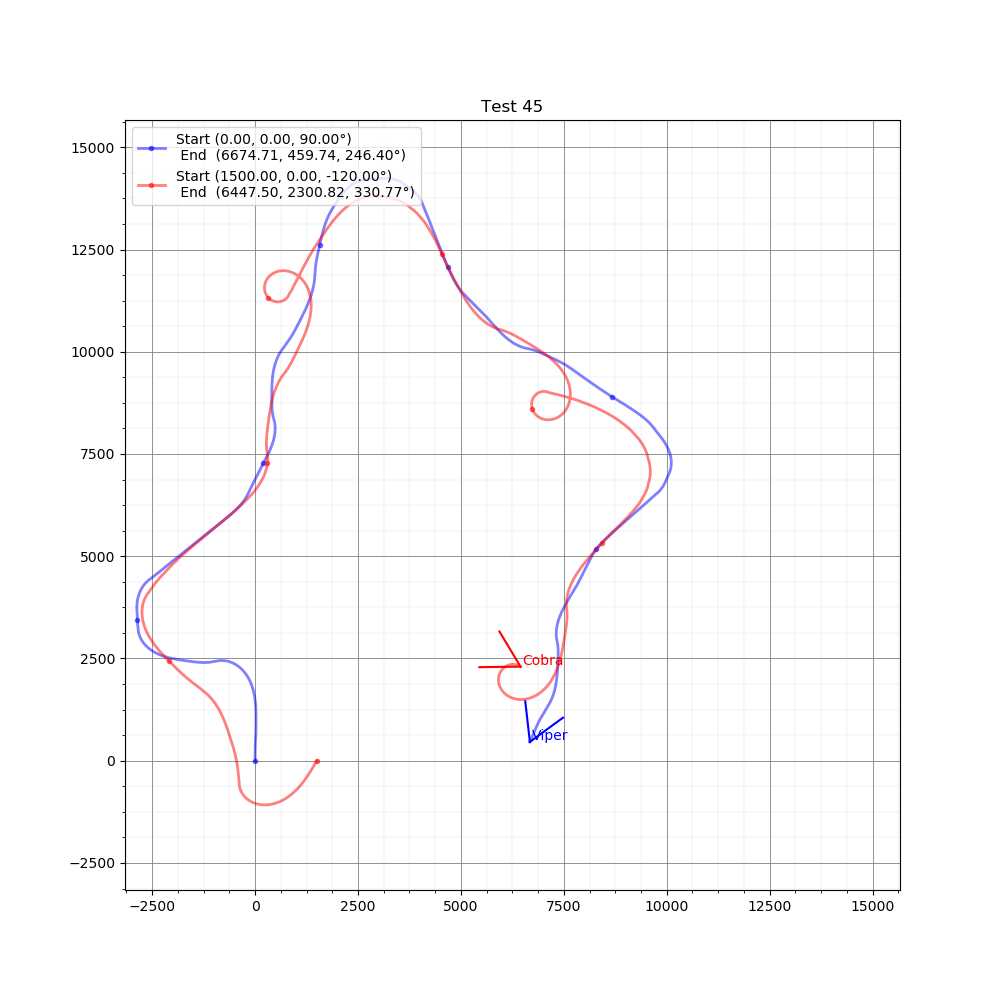 Test 45
Start (0.00, 0.00, 90.00°)
End (6674.71, 459.74, 246.40°)
Start (1500.00, 0.00, -120.00°)
End (6447.50, 2300.82, 330.77°)
15000
12500
10000
7500
5000
2500
0
−2500
Cobra
Viper
−2500 0 2500 5000 7500 10000 12500 15000